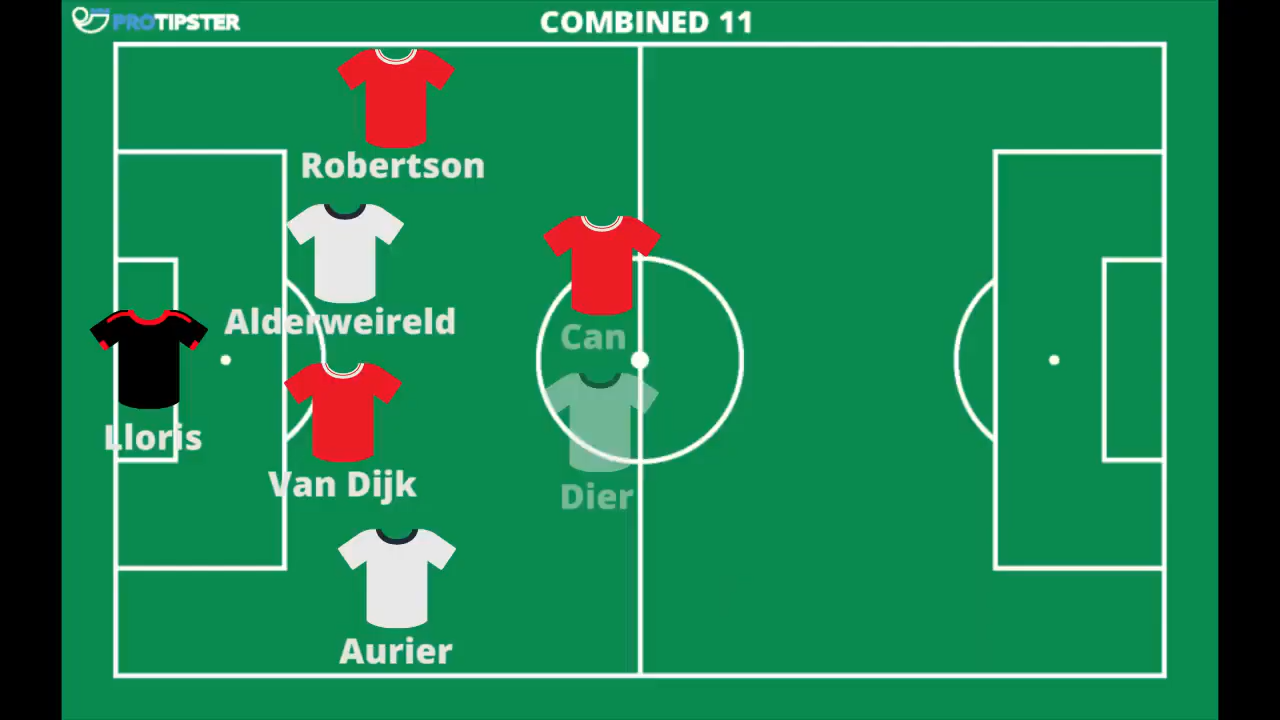 PROTIPSTER
COMBINED 11
Robertson
Alderweireld
Can
Lloris
Van Dijk
Dier
Aurier